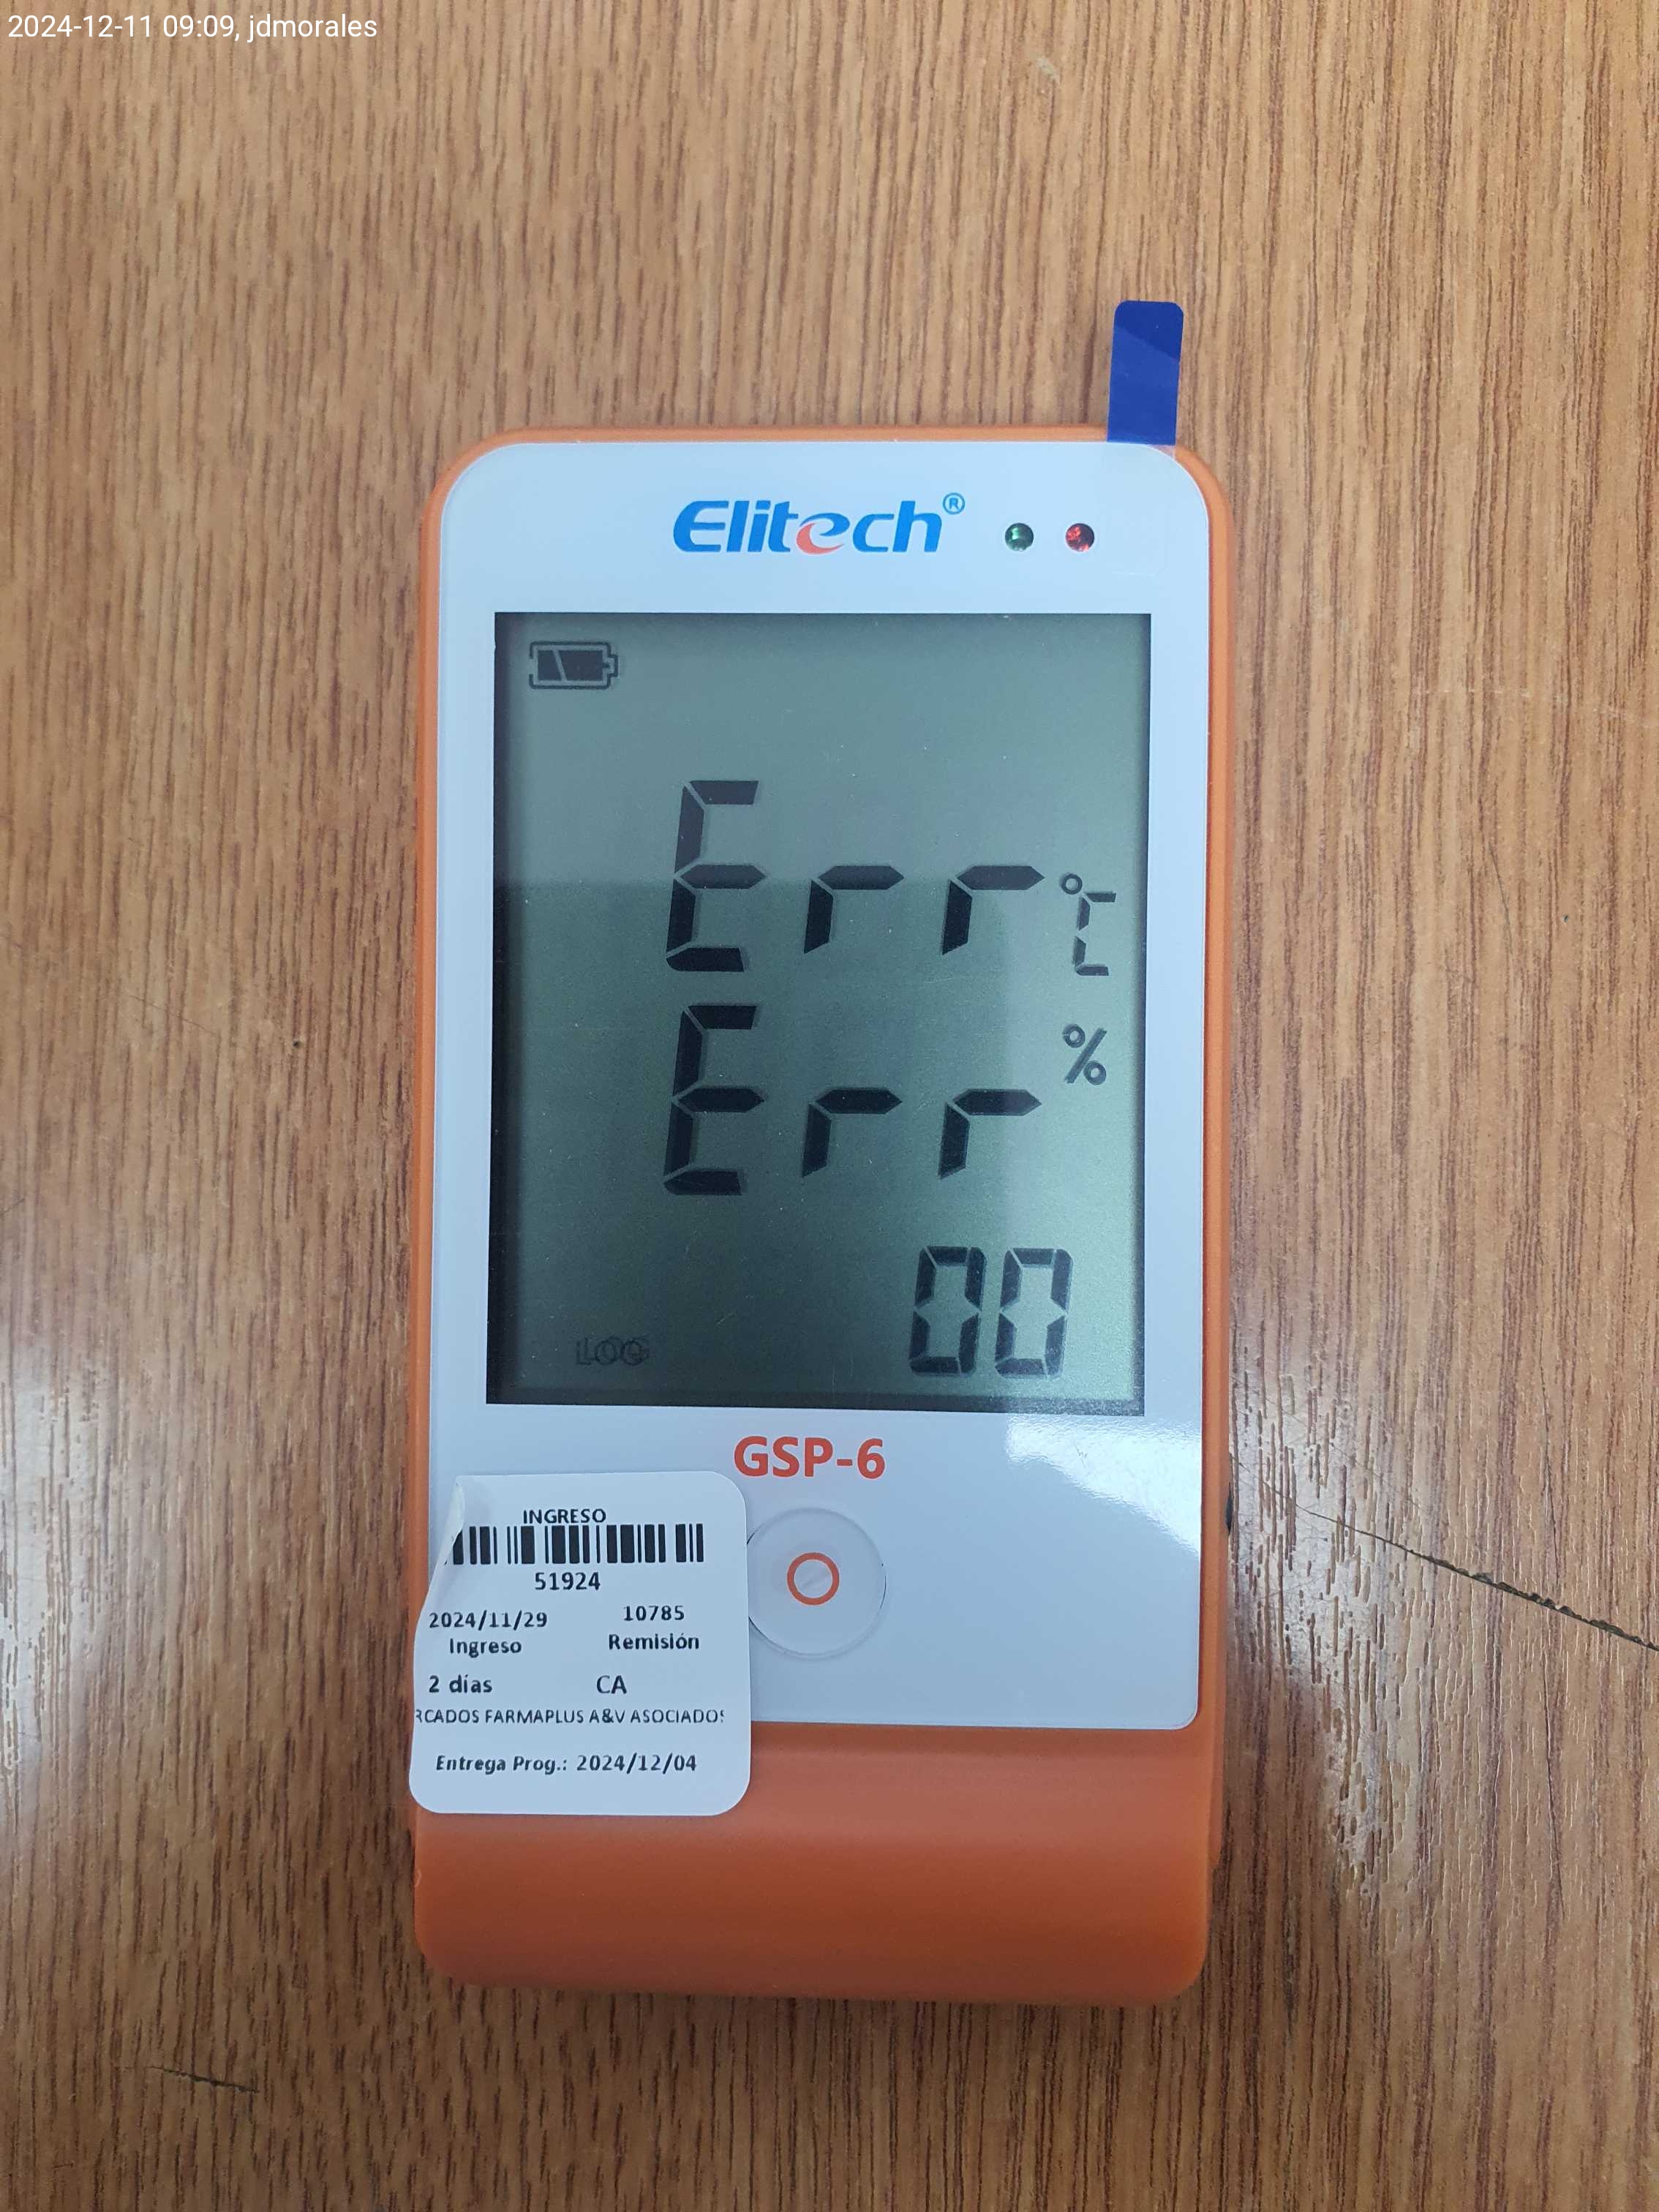 2024-12-11 09:09, jdmorales
Elitech®
Err °C
Err %
00
LOG
GSP-6
INGRESO
51924
2024/11/29 10785
Ingreso Remisión
2 días CA
RCADOS FARMAPLUS A&V ASOCIADOS
Entrega Prog.: 2024/12/04